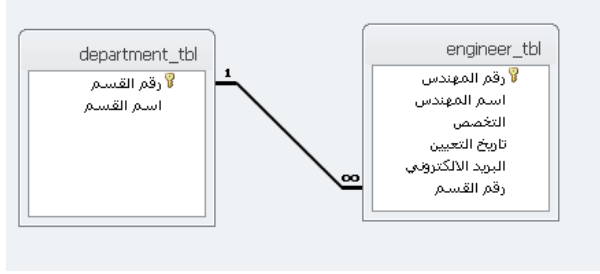 department_tbl
رقم القسم
اسم القسم
1
∞
engineer_tbl
رقم المهندس
اسم المهندس
التخصص
تاريخ التعيين
البريد الالكتروني
رقم القسم